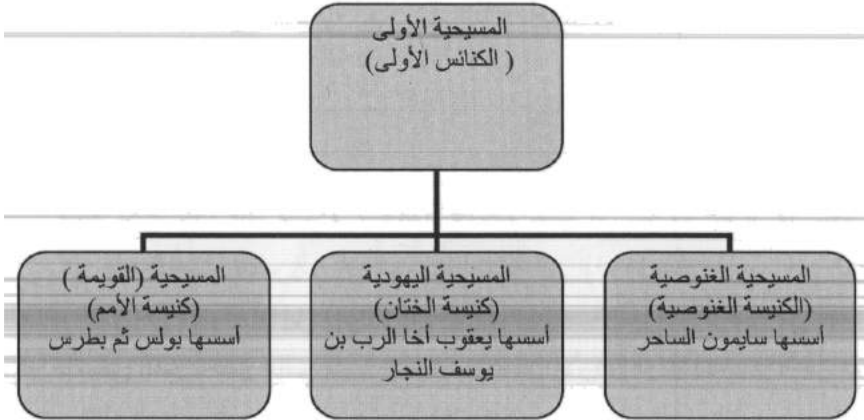 المسيحية الأولى
( الكنائس الأولى)
المسيحية الغنوصية
(الكنيسة الغنوصية)
أسسها سايمون الساحر
المسيحية اليهودية
(كنيسة الختان)
أسسها يعقوب أخا الرب بن
يوسف النجار
المسيحية (القويمة )
(كنيسة الأمم)
أسسها بولس ثم بطرس